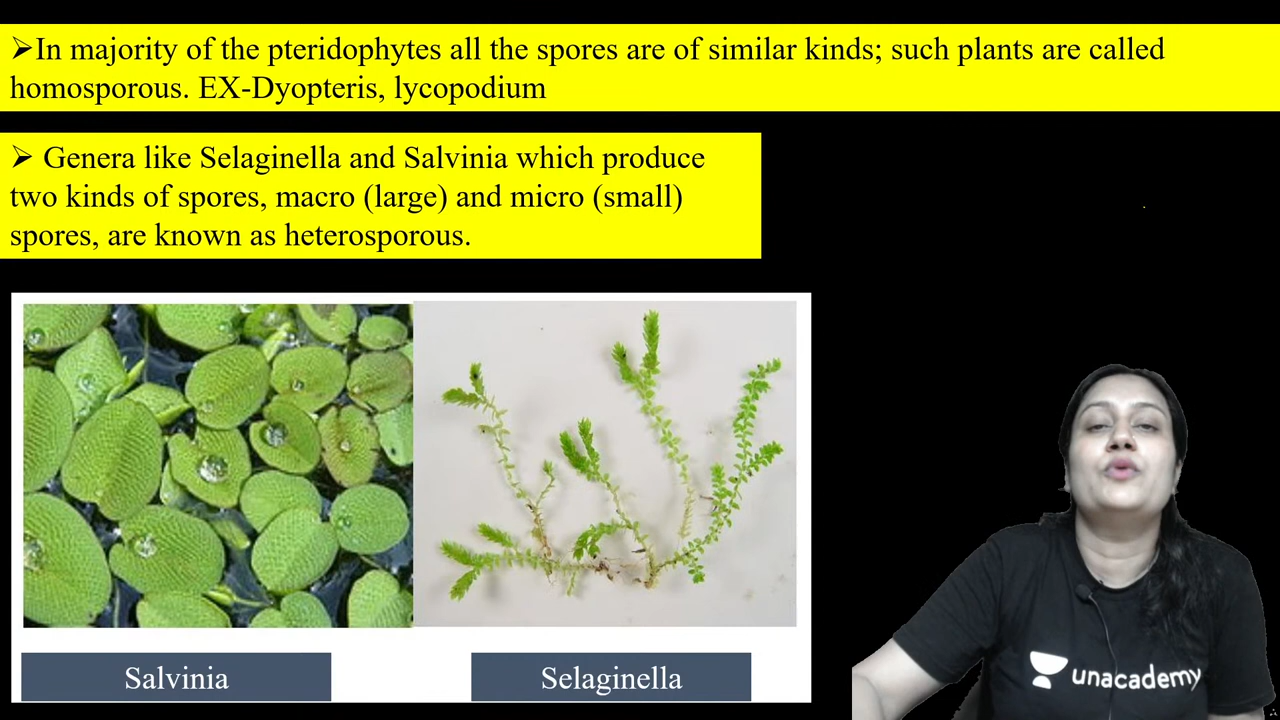 ➢In majority of the pteridophytes all the spores are of similar kinds; such plants are called
homosporous. EX-Dyopteris, lycopodium
➢ Genera like Selaginella and Salvinia which produce
two kinds of spores, macro (large) and micro (small)
spores, are known as heterosporous.
Salvinia
Selaginella
unacademy